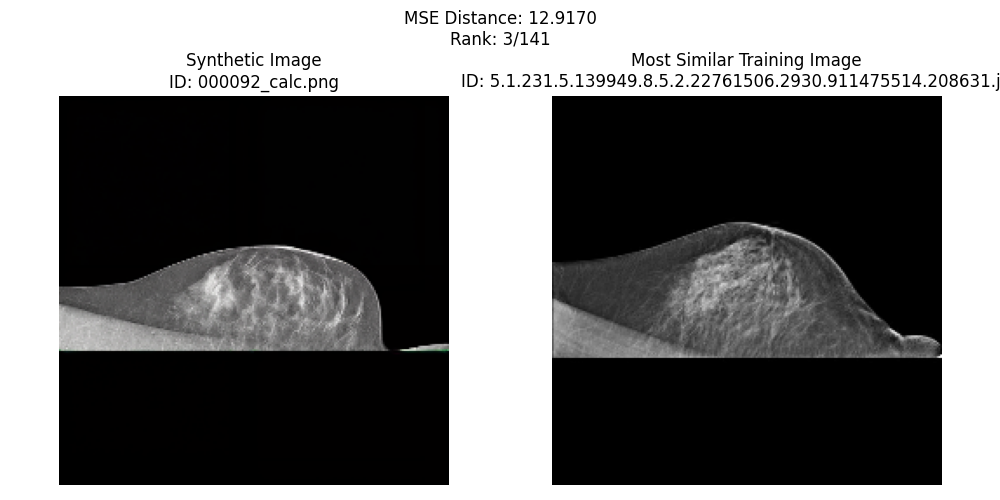 MSE Distance: 12.9170
Rank: 3/141
Synthetic Image
ID: 000092_calc.png
Most Similar Training Image
ID: 5.1.231.5.139949.8.5.2.22761506.2930.911475514.208631.j